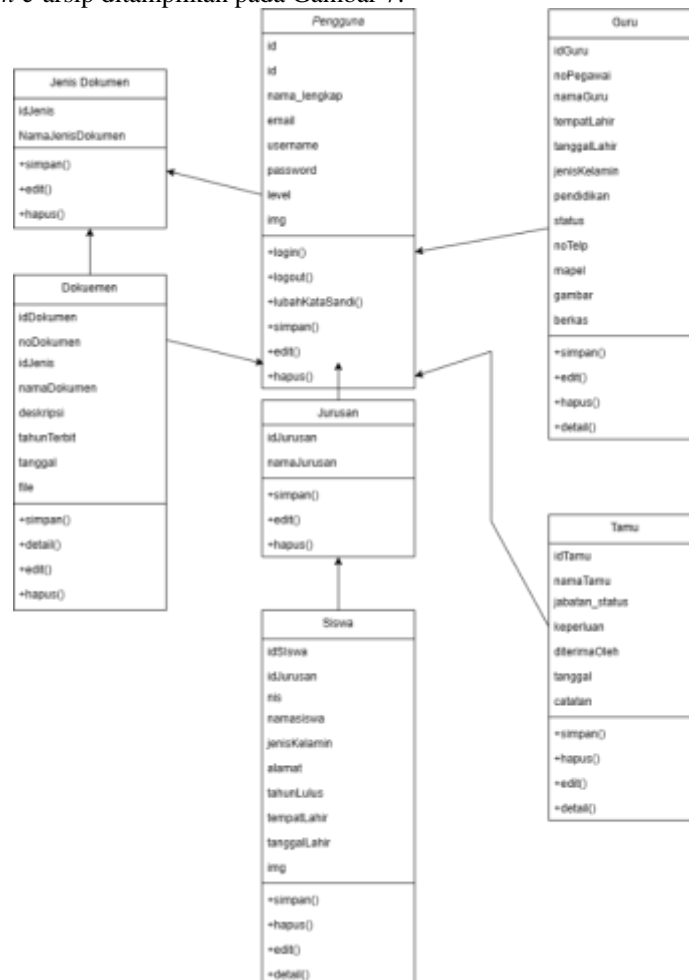 e-arsip ditampilkan pada Gambar 7.
Pengguna
id
id
nama_lengkap
email
username
password
level
img
+login()
+logout()
+lubahKataSandi()
+simpan()
+edit()
+hapus()
Guru
idGuru
noPegawai
namaGuru
tempatLahir
tanggalLahir
jenisKelamin
pendidikan
status
noTelp
mapel
gambar
berkas
+simpan()
+edit()
+hapus()
+detail()
Jenis Dokumen
idJenis
NamaJenisDokumen
+simpan()
+edit()
+hapus()
Dokuemen
idDokumen
noDokumen
idJenis
namaDokumen
deskripsi
tahunTerbit
tanggal
file
+simpan()
+detail()
+edit()
+hapus()
Jurusan
idJurusan
namaJurusan
+simpan()
+edit()
+hapus()
Tamu
idTamu
namaTamu
jabatan_status
keperluan
diterimaOleh
tanggal
catatan
+simpan()
+hapus()
+edit()
+detail()
Siswa
idSiswa
idJurusan
nis
namasiswa
jenisKelamin
alamat
tahunLulus
tempatLahir
tanggalLahir
img
+simpan()
+hapus()
+edit()
+detail()